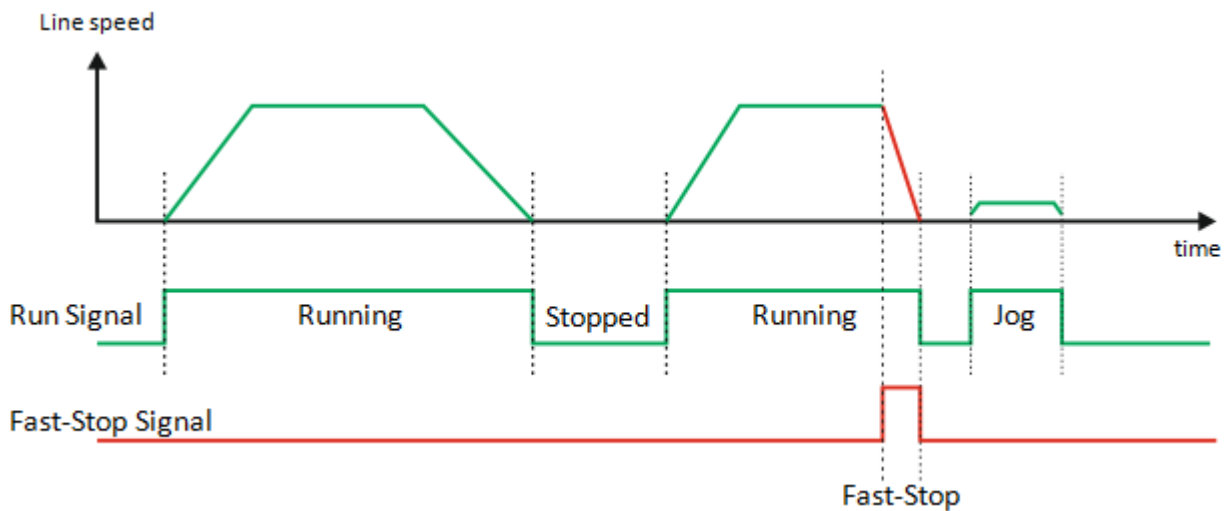 Line speed
time
Run Signal
Running
Stopped
Running
Jog
Fast-Stop Signal
Fast-Stop